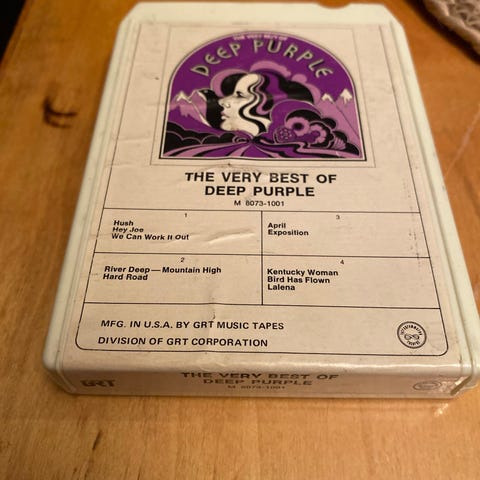 THE VERY BEST OF
DEEP PURPLE
THE VERY BEST OF
DEEP PURPLE
M 8073-1001
1
Hush
Hey Joe
We Can Work It Out
3
April
Exposition
2
River Deep—Mountain High
Hard Road
4
Kentucky Woman
Bird Has Flown
Lalena
MFG. IN U.S.A. BY GRT MUSIC TAPES
DIVISION OF GRT CORPORATION
GRT
THE VERY BEST OF
DEEP PURPLE
M 8073-1001